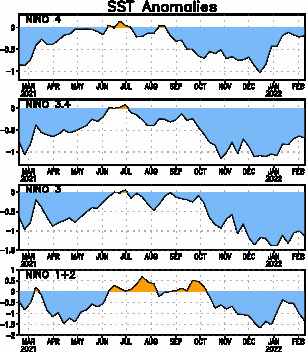 SST Anomalies
NINO 4
0
-0.5
-1
MAR APR MAY JUN JUL AUG SEP OCT NOV DEC JAN FEB
2021 2022
NINO 3.4
0
-0.5
-1
MAR APR MAY JUN JUL AUG SEP OCT NOV DEC JAN FEB
2021 2022
NINO 3
0
-0.5
-1
-1.5
MAR APR MAY JUN JUL AUG SEP OCT NOV DEC JAN FEB
2021 2022
NINO 1+2
1
0.5
0
-0.5
-1
-1.5
-2
MAR APR MAY JUN JUL AUG SEP OCT NOV DEC JAN FEB
2021 2022